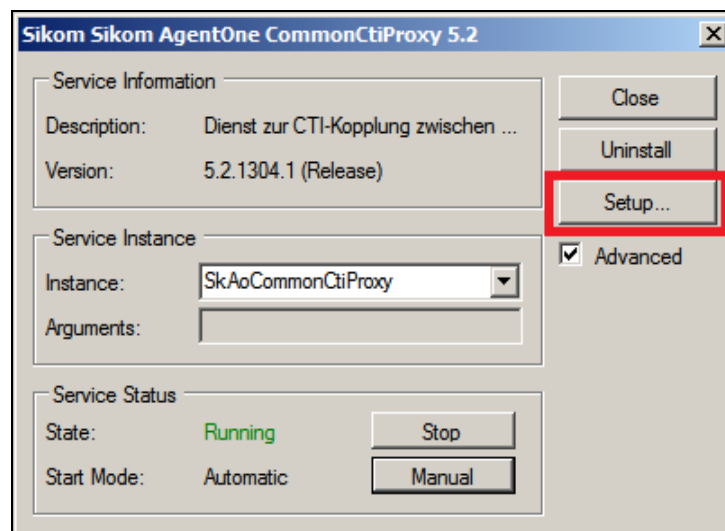 Sikom Sikom AgentOne CommonCtiProxy 5.2
Service Information
Description: Dienst zur CTI-Kopplung zwischen ...
Version: 5.2.1304.1 (Release)
Close
Uninstall
Setup...
Advanced
Service Instance
Instance: SkAoCommonCtiProxy
Arguments:
Service Status
State: Running Stop
Start Mode: Automatic Manual